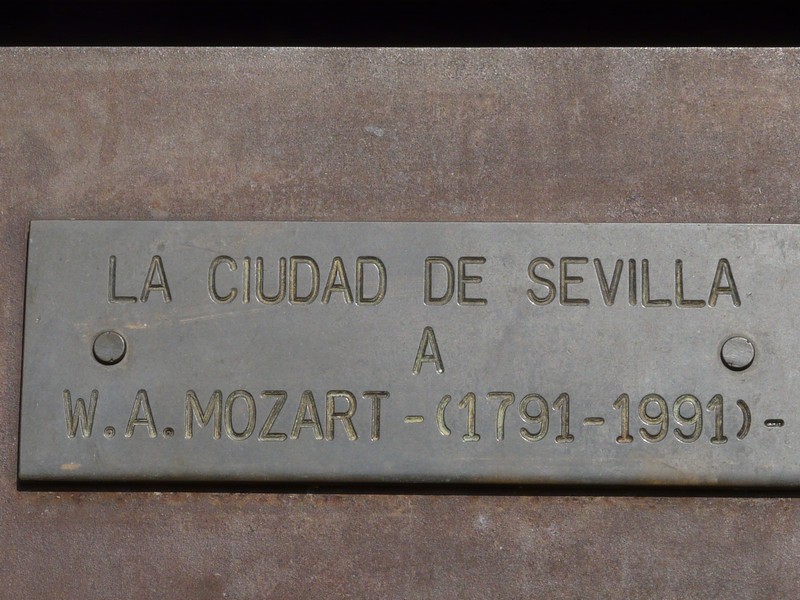 LA CIUDAD DE SEVILLA
A
W.A.MOZART-(1791-1991)-